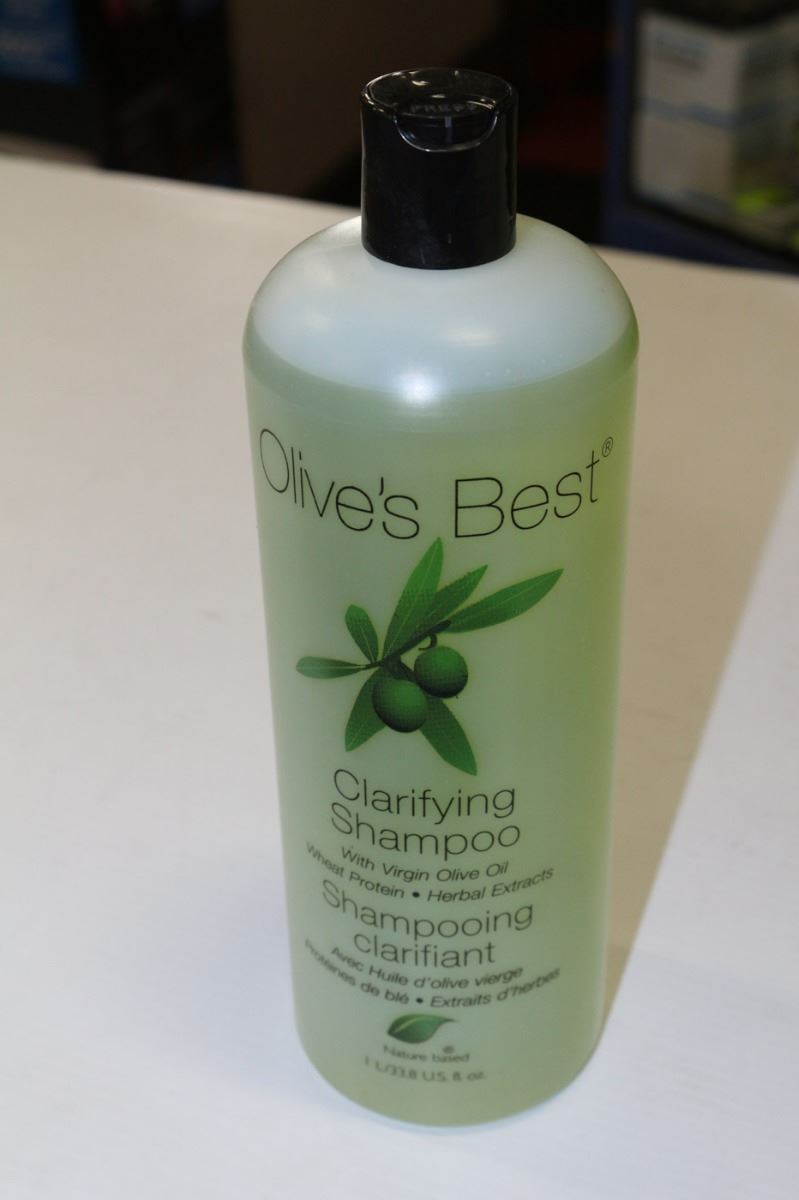 PRESS
Olive's Best®
Clarifying
Shampoo
With Virgin Olive Oil
Wheat Protein • Herbal Extracts
Shampooing
clarifiant
Avec Huile d'olive vierge
Protéines de blé • Extraits d'herbes
Nature based®
1 L/33.8 U.S. fl. oz.